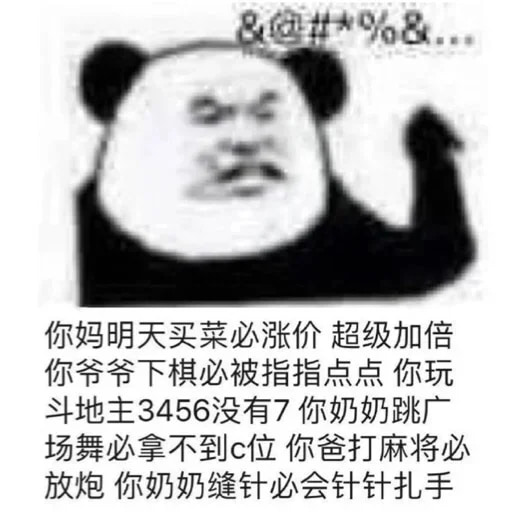 &@#*%&...
你妈明天买菜必涨价 超级加倍
你爷爷下棋必被指指点点 你玩
斗地主3456没有7 你奶奶跳广
场舞必拿不到c位 你爸打麻将必
放炮 你奶奶缝针必会针针扎手